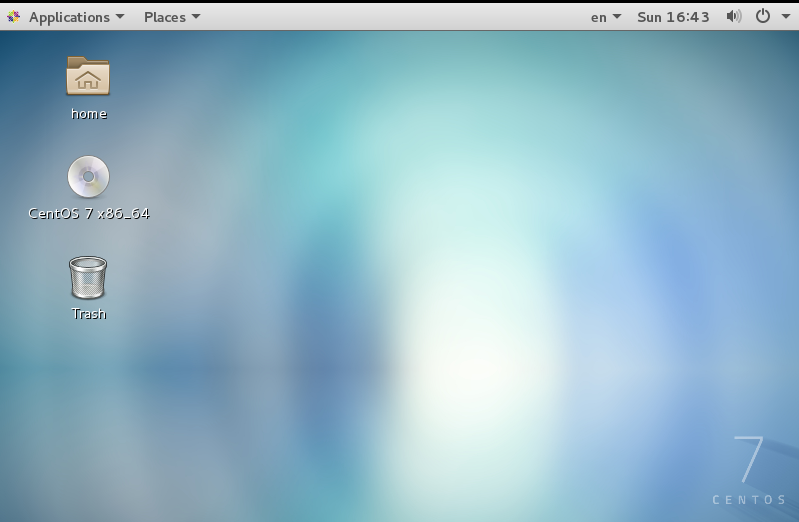 Applications Places en Sun 16:43
home
CentOS 7 x86_64
Trash
7
CENTOS